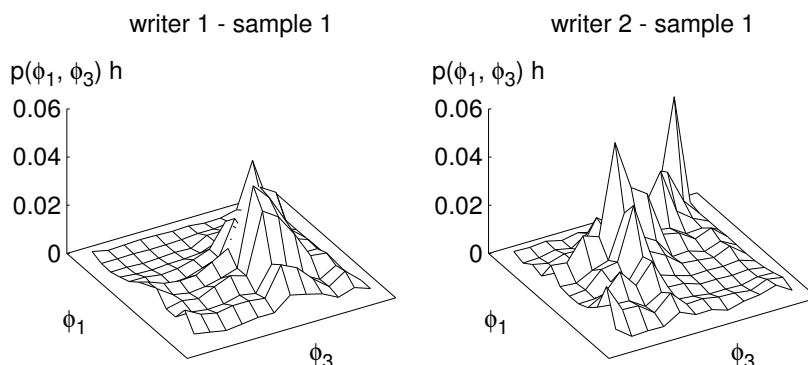 writer 1 - sample 1
p(ϕ₁, ϕ₃) h
0.06
0.04
0.02
0
ϕ₁
ϕ₃
writer 2 - sample 1
p(ϕ₁, ϕ₃) h
0.06
0.04
0.02
0
ϕ₁
ϕ₃